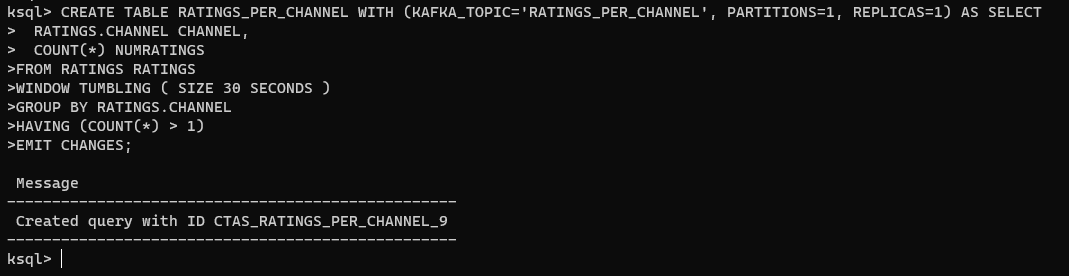 ksql> CREATE TABLE RATINGS_PER_CHANNEL WITH (KAFKA_TOPIC='RATINGS_PER_CHANNEL', PARTITIONS=1, REPLICAS=1) AS SELECT
>  RATINGS.CHANNEL CHANNEL,
>  COUNT(*) NUMRATINGS
>FROM RATINGS RATINGS
>WINDOW TUMBLING ( SIZE 30 SECONDS )
>GROUP BY RATINGS.CHANNEL
>HAVING (COUNT(*) > 1)
>EMIT CHANGES;
Message
--------------------------------------------------
Created query with ID CTAS_RATINGS_PER_CHANNEL_9
--------------------------------------------------
ksql>